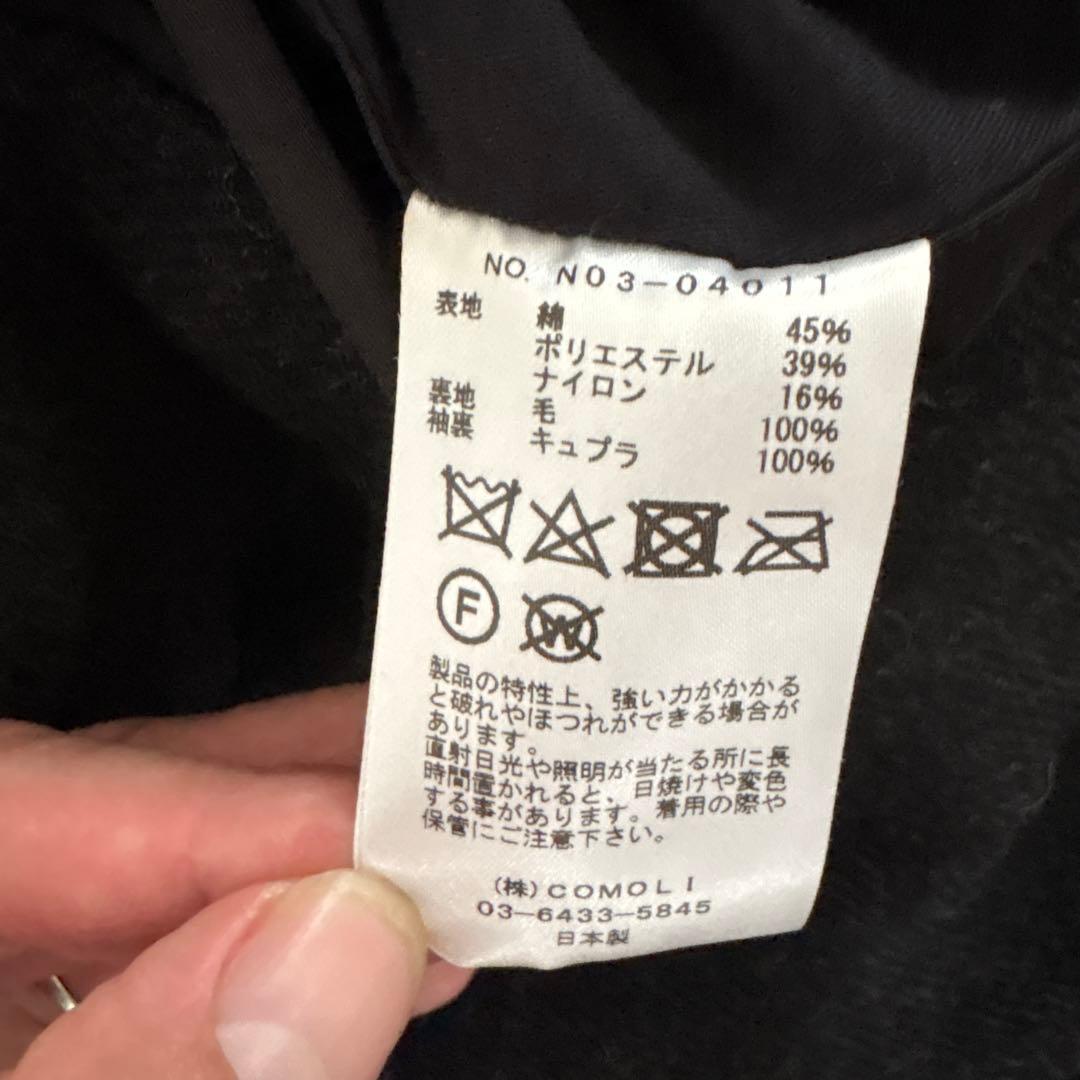 NO. N03-04011
表地 綿 45%
ポリエステル 39%
ナイロン 16%
裏地 毛 100%
袖裏 キュプラ 100%
F
W
製品の特性上、強い力がかかる
と破れやほつれができる場合が
あります。
直射日光や照明が当たる所に長
時間置かれると、日焼けや変色
する事があります。着用の際や
保管にご注意下さい。
(株)COMOLI
03-6433-5845
日本製